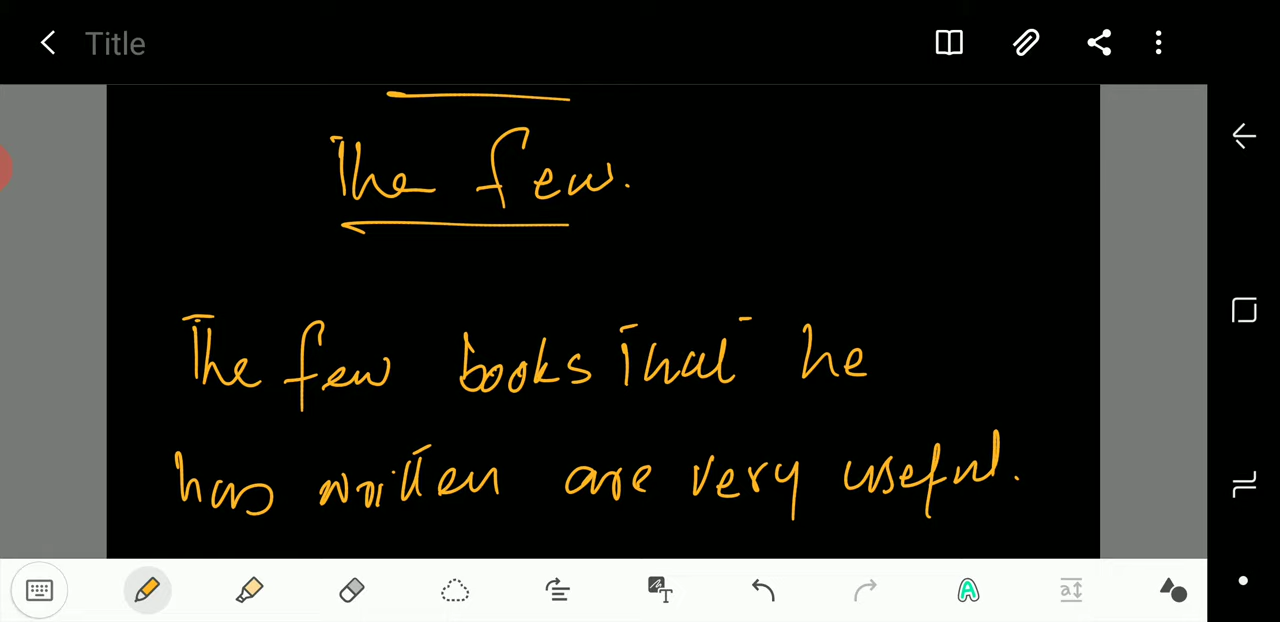 Title
The few.
The few books that he
has written are very useful.